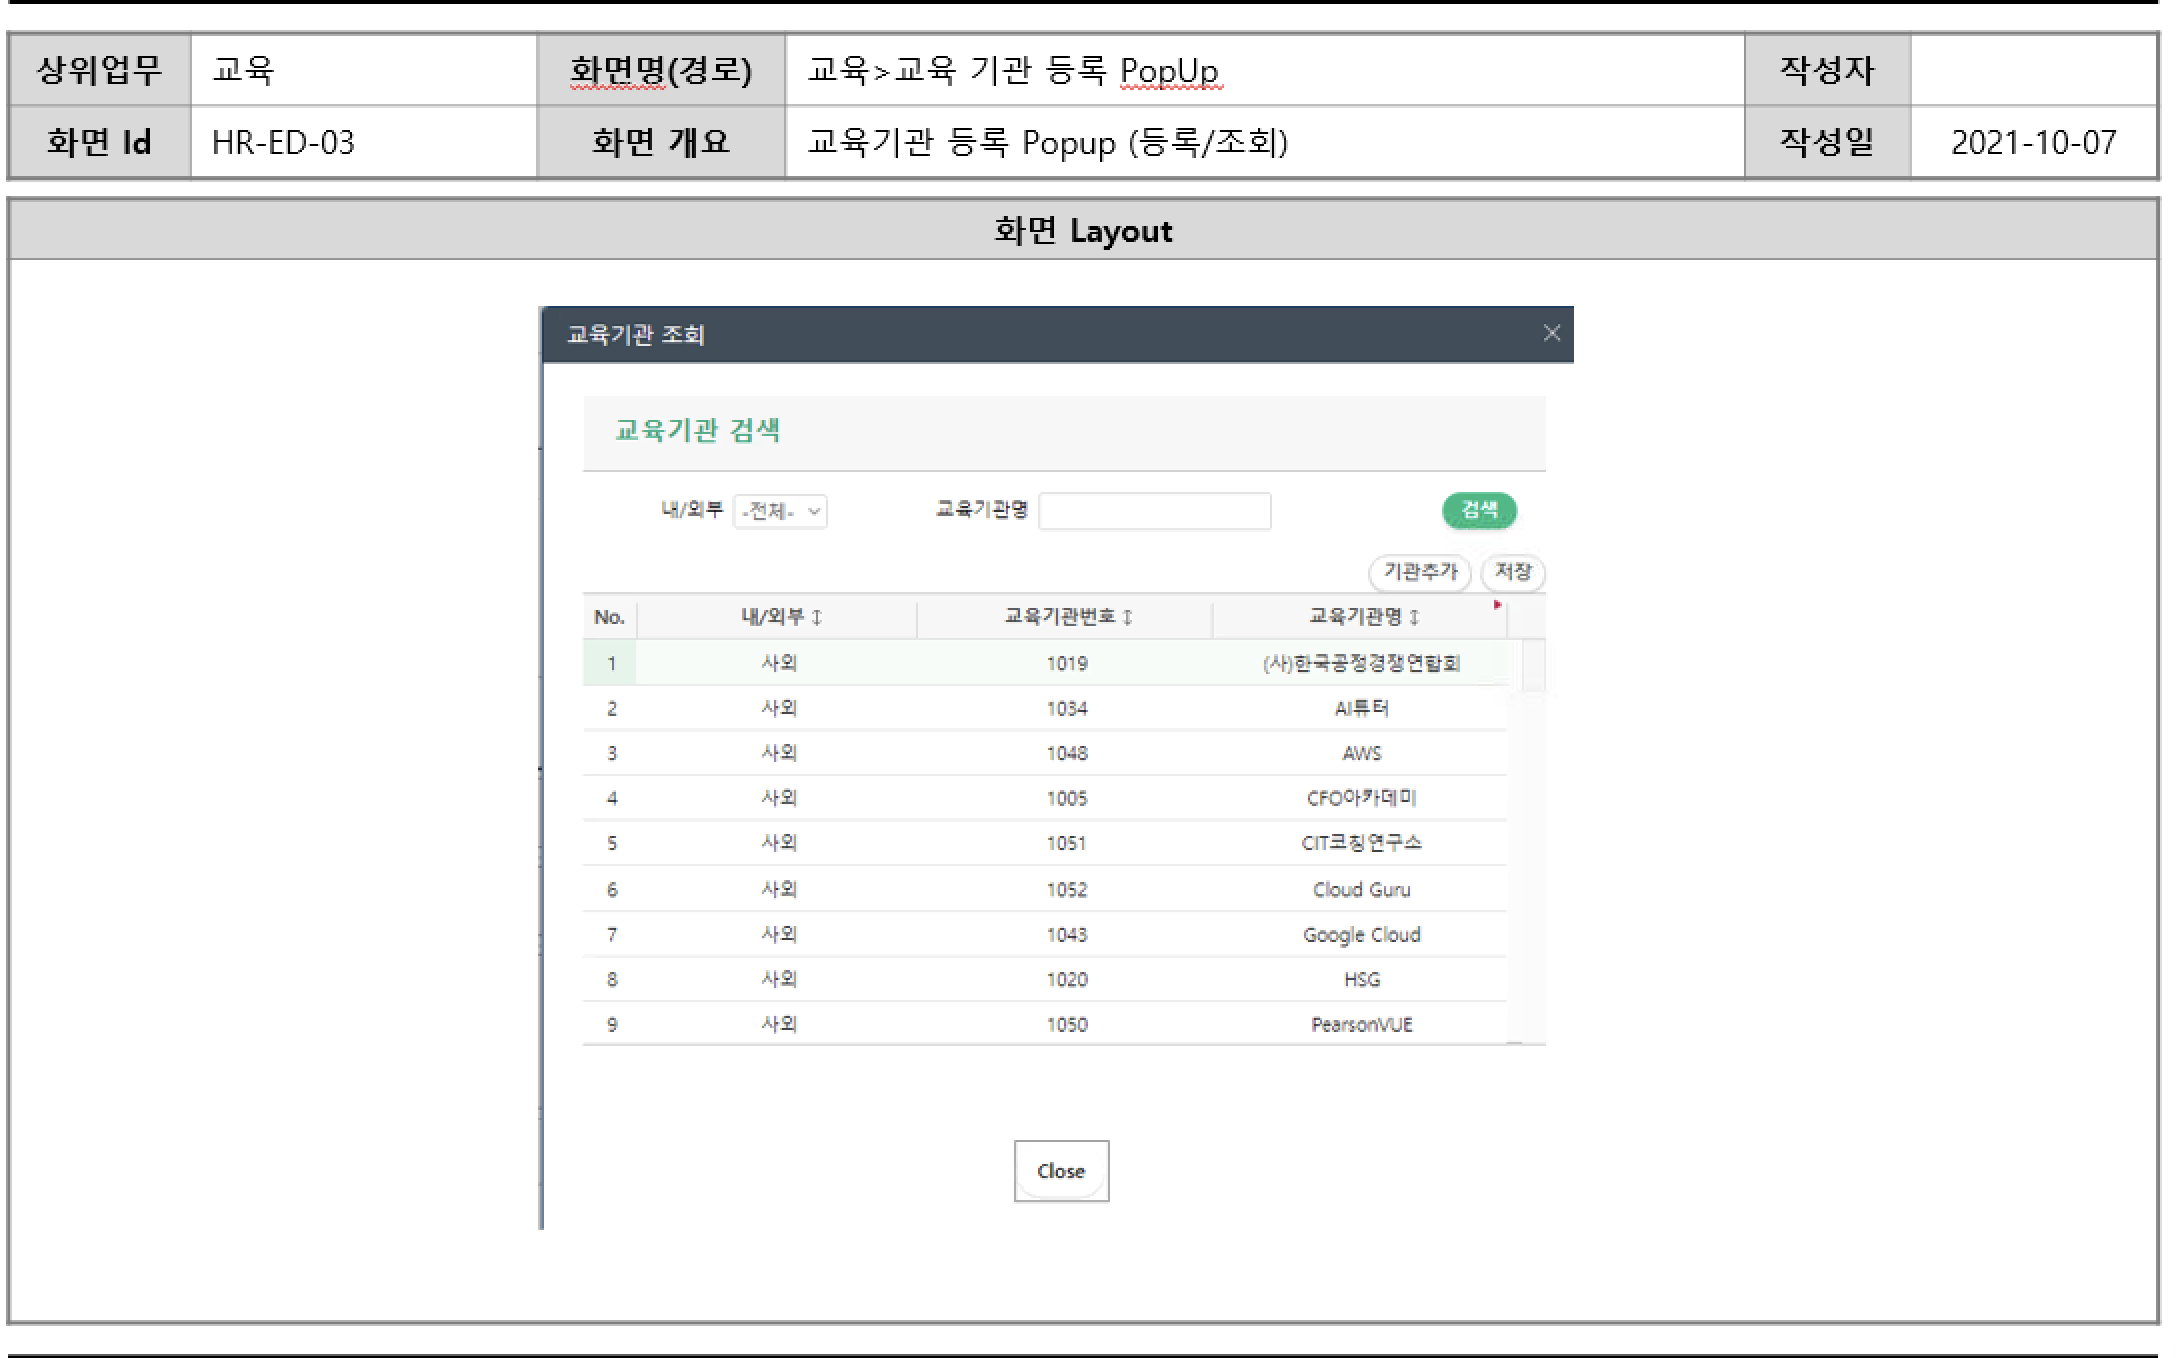 상위업무 교육 화면명(경로) 교육>교육 기관 등록 PopUp 작성자
화면 Id HR-ED-03 화면 개요 교육기관 등록 Popup (등록/조회) 작성일 2021-10-07
화면 Layout
교육기관 조회
교육기관 검색
내/외부 -전체- 교육기관명 검색
기관추가 저장
No. 내/외부 교육기관번호 교육기관명
1 사외 1019 (사)한국공정경쟁연합회
2 사외 1034 AI튜터
3 사외 1048 AWS
4 사외 1005 CFO아카데미
5 사외 1051 CIT코칭연구소
6 사외 1052 Cloud Guru
7 사외 1043 Google Cloud
8 사외 1020 HSG
9 사외 1050 PearsonVUE
Close